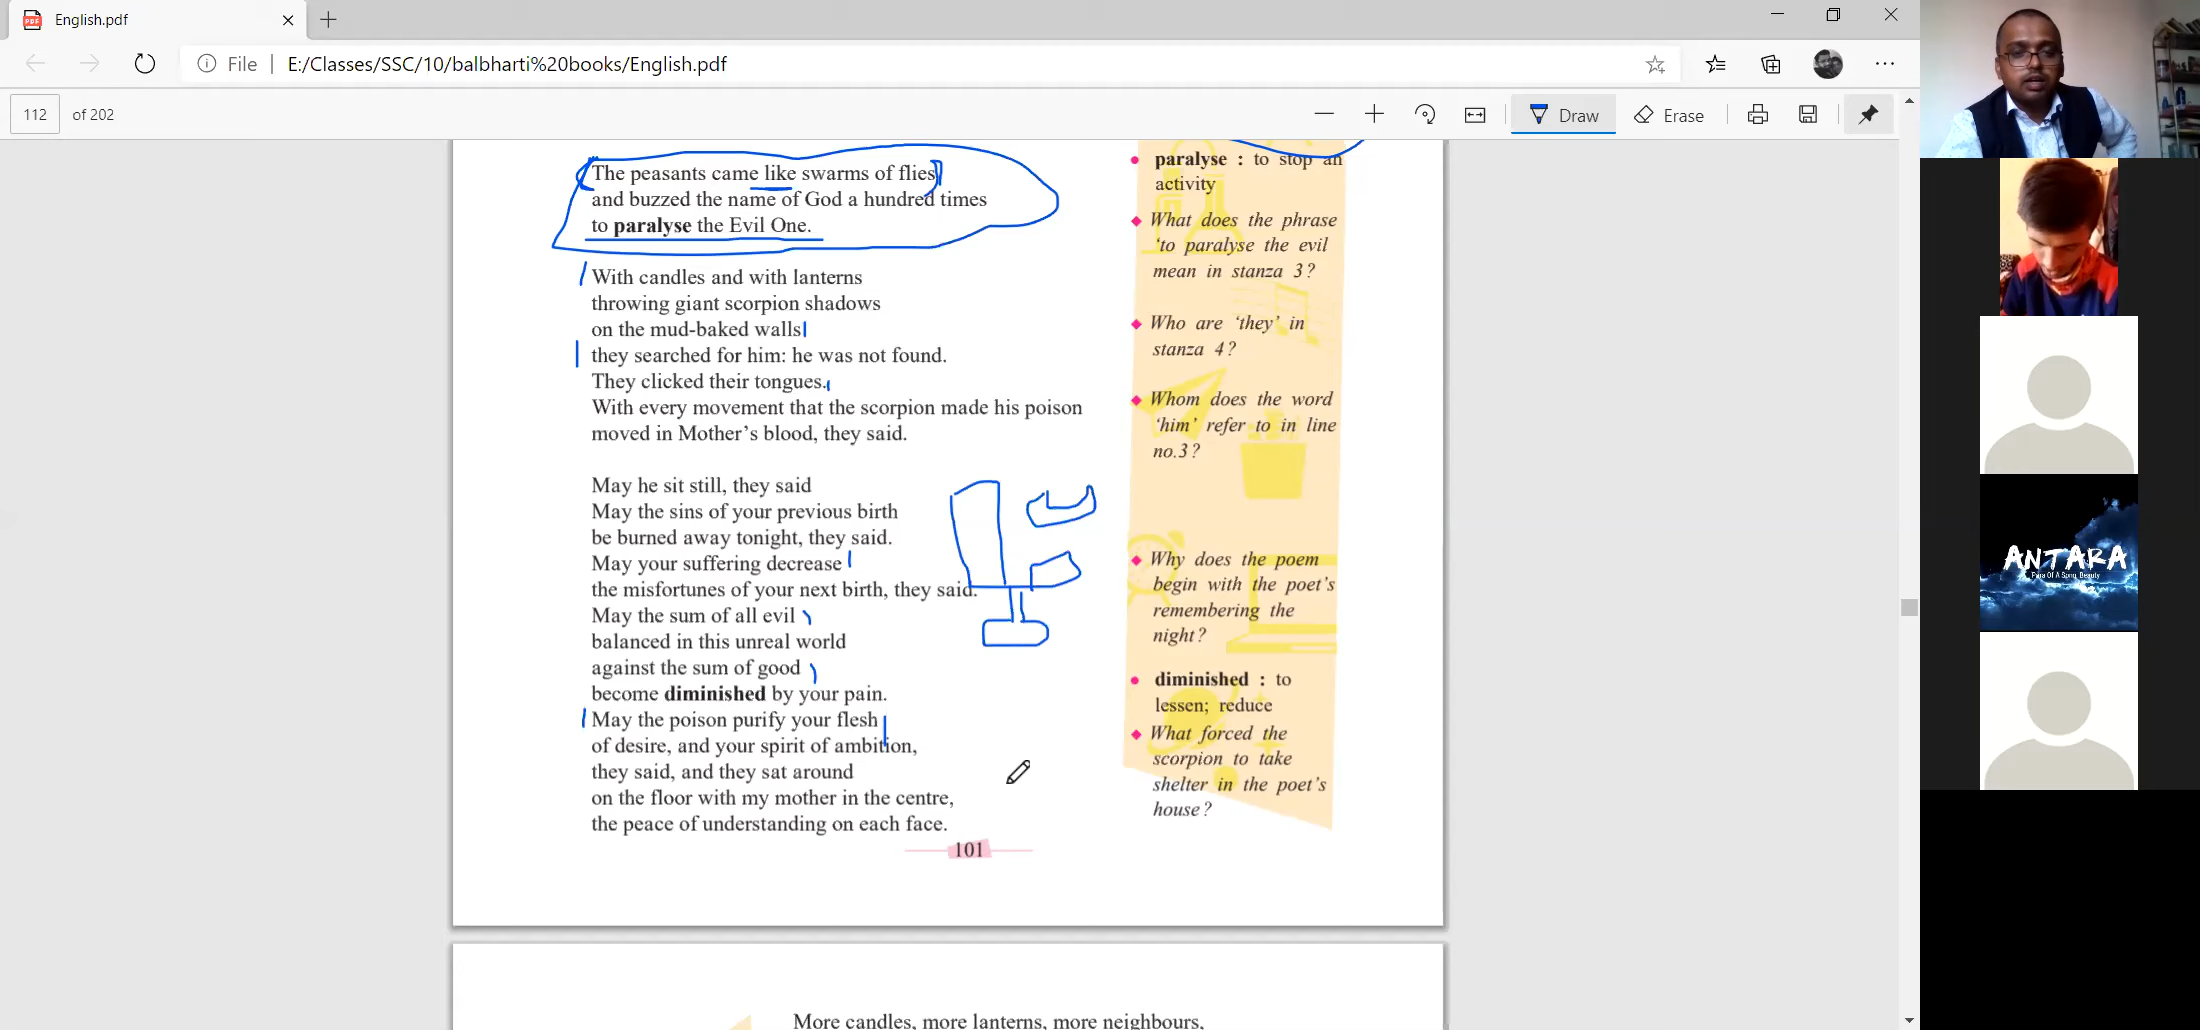 English.pdf
File
E:/Classes/SSC/10/balbharti%20books/English.pdf
112
of 202
Draw
Erase
The peasants came like swarms of flies
and buzzed the name of God a hundred times
to paralyse the Evil One.
With candles and with lanterns
throwing giant scorpion shadows
on the mud-baked walls
they searched for him: he was not found.
They clicked their tongues.
With every movement that the scorpion made his poison
moved in Mother’s blood, they said.
May he sit still, they said
May the sins of your previous birth
be burned away tonight, they said.
May your suffering decrease
the misfortunes of your next birth, they said.
May the sum of all evil
balanced in this unreal world
against the sum of good
become diminished by your pain.
May the poison purify your flesh
of desire, and your spirit of ambition,
they said, and they sat around
on the floor with my mother in the centre,
the peace of understanding on each face.
101
• paralyse : to stop an
activity
◆ What does the phrase
‘to paralyse the evil
mean in stanza 3?
◆ Who are ‘they’ in
stanza 4?
◆ Whom does the word
‘him’ refer to in line
no.3?
◆ Why does the poem
begin with the poet’s
remembering the
night?
• diminished : to
lessen; reduce
◆ What forced the
scorpion to take
shelter in the poet’s
house?
More candles, more lanterns, more neighbours,
ANTARA
Para Of A Song Beauty